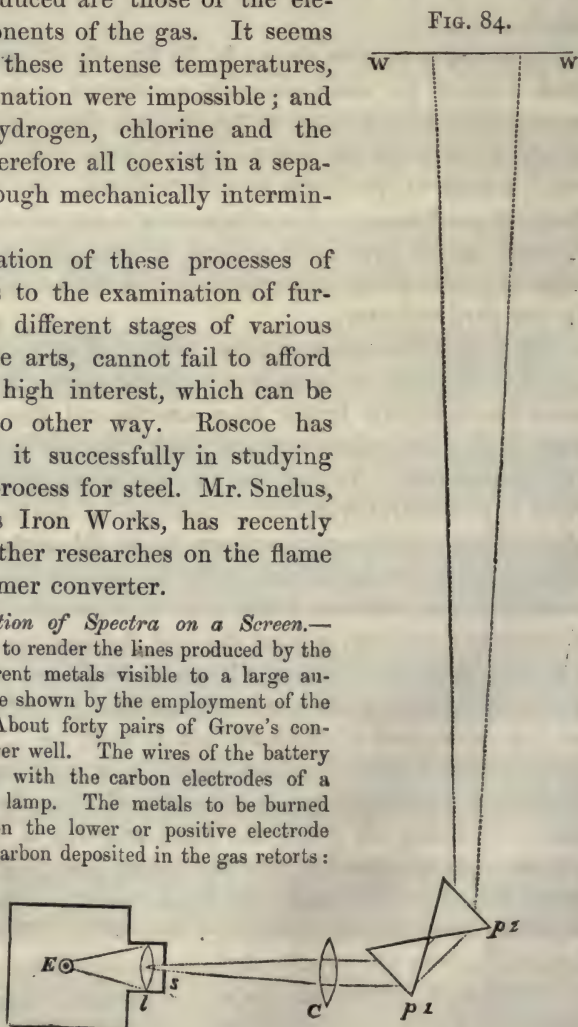 duced are those of the ele-
onents of the gas. It seems
these intense temperatures,
nation were impossible; and
ydrogen, chlorine and the
erefore all coexist in a sepa-
ough mechanically intermin-
ation of these processes of
s to the examination of fur-
different stages of various
e arts, cannot fail to afford
high interest, which can be
o other way. Roscoe has
it successfully in studying
rocess for steel. Mr. Snelus,
s Iron Works, has recently
ther researches on the flame
mer converter.
tion of Spectra on a Screen.—
to render the lines produced by the
rent metals visible to a large au-
e shown by the employment of the
About forty pairs of Grove's con-
er well. The wires of the battery
with the carbon electrodes of a
lamp. The metals to be burned
n the lower or positive electrode
arbon deposited in the gas retorts:
FIG. 84.
W W
p 2
E
s
l
C
p 1